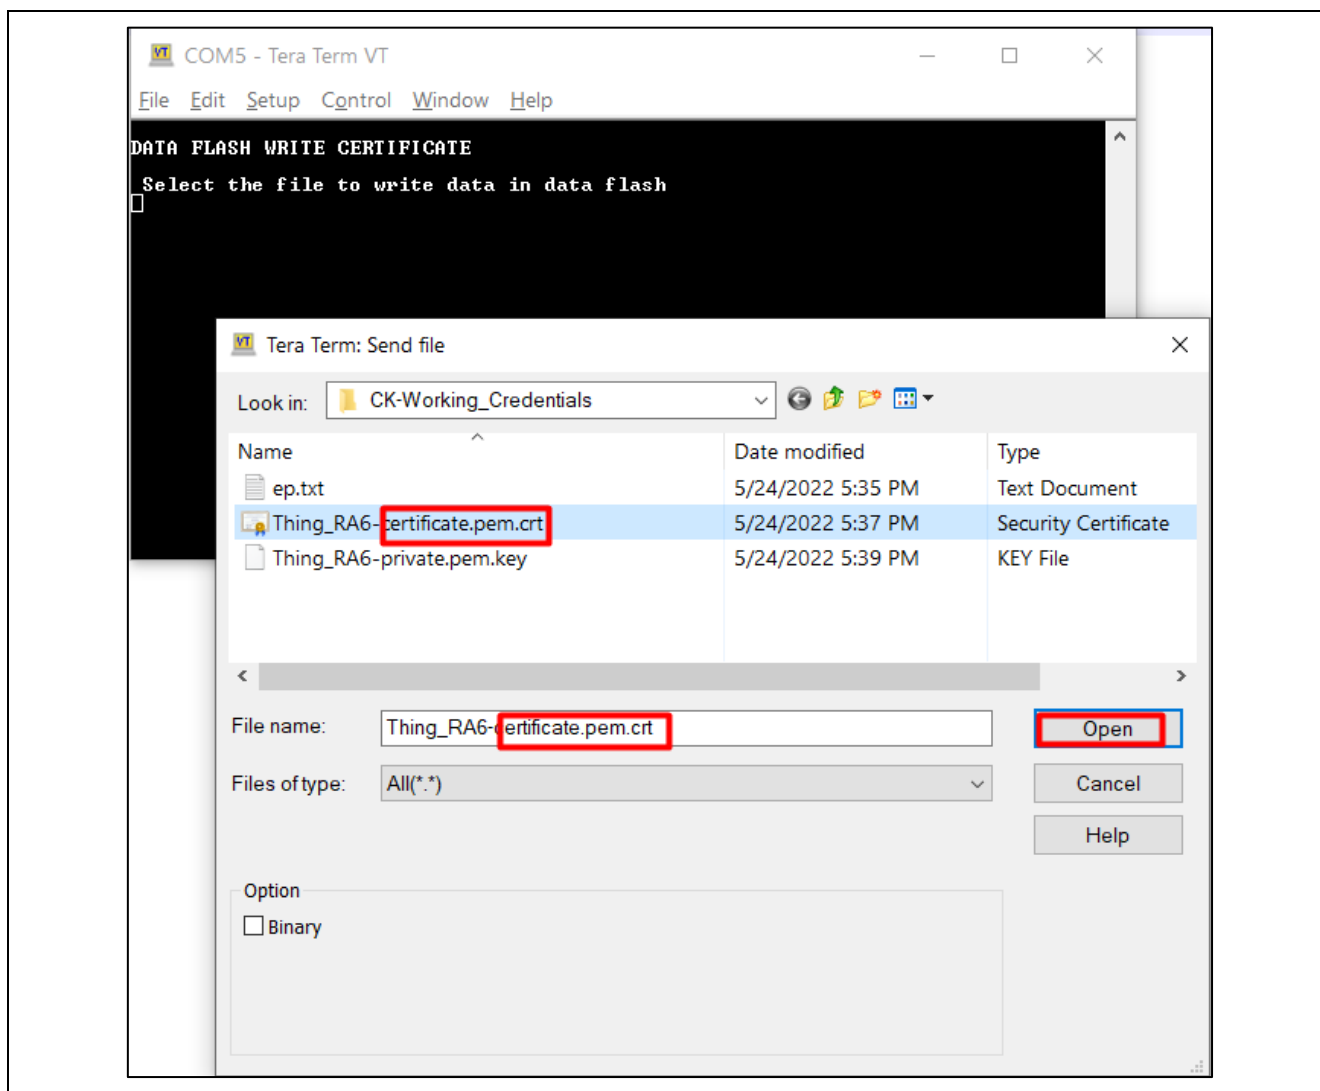 COM5 - Tera Term VT
File Edit Setup Control Window Help
DATA FLASH WRITE CERTIFICATE
Select the file to write data in data flash
Tera Term: Send file
Look in: CK-Working_Credentials
Name Date modified Type
ep.txt 5/24/2022 5:35 PM Text Document
Thing_RA6-certificate.pem.crt 5/24/2022 5:37 PM Security Certificate
Thing_RA6-private.pem.key 5/24/2022 5:39 PM KEY File
File name: Thing_RA6-certificate.pem.crt Open
Files of type: All(*.*) Cancel
Help
Option
Binary